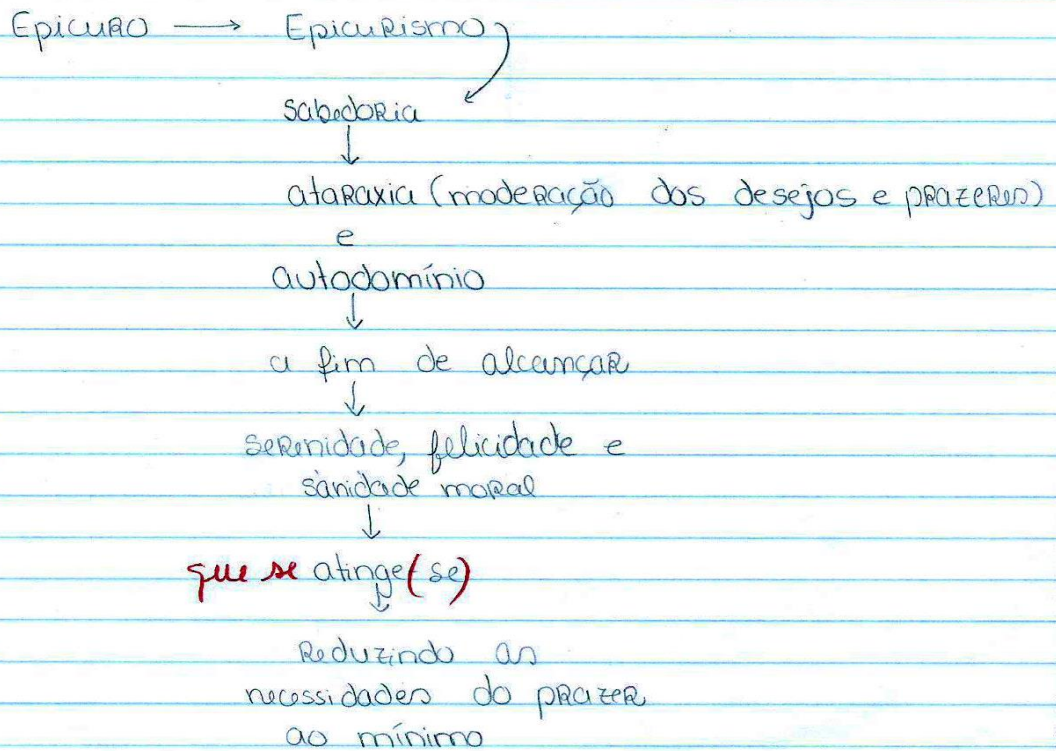 Epicuro → Epicurismo
sabedoria
↓
ataraxia (moderação dos desejos e prazeres)
e
autodomínio
↓
a fim de alcançar
↓
serenidade, felicidade e
sanidade moral
↓
que se atinge (se)
↓
Reduzindo as
necessidades do prazer
ao mínimo